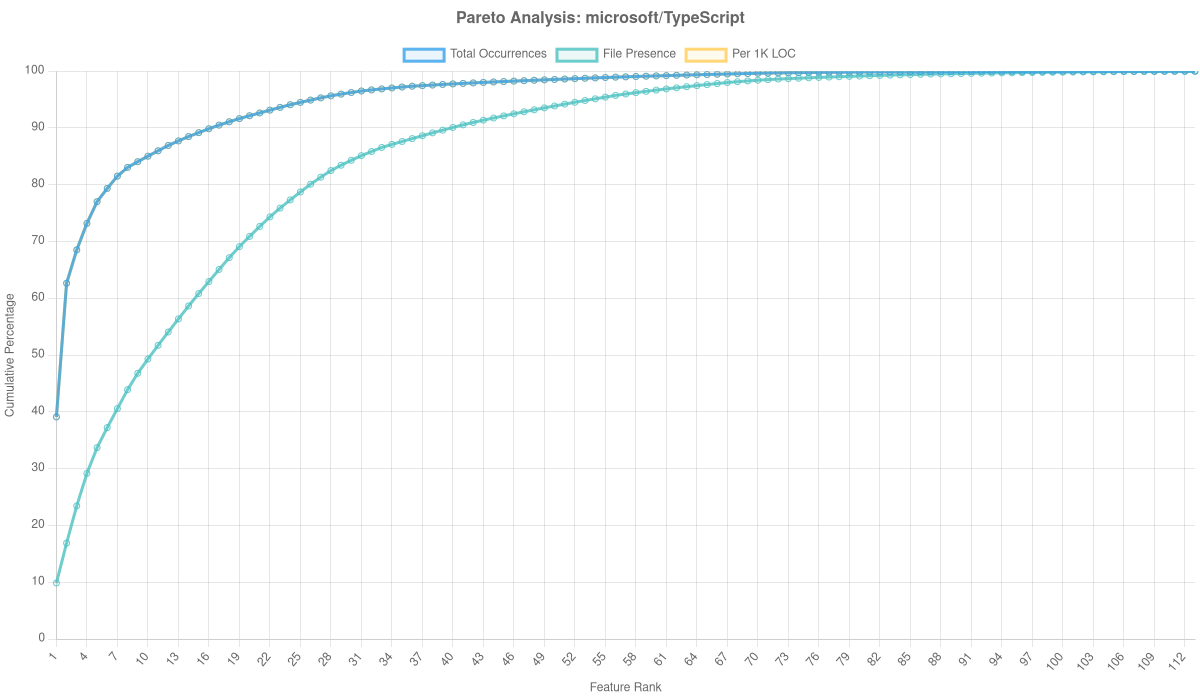 Pareto Analysis: microsoft/TypeScript
Total Occurrences File Presence Per 1K LOC
100
90
80
70
60
50
40
30
20
10
0
Cumulative Percentage
1 4 7 10 13 16 19 22 25 28 31 34 37 40 43 46 49 52 55 58 61 64 67 70 73 76 79 82 85 88 91 94 97 100 103 106 109 112
Feature Rank